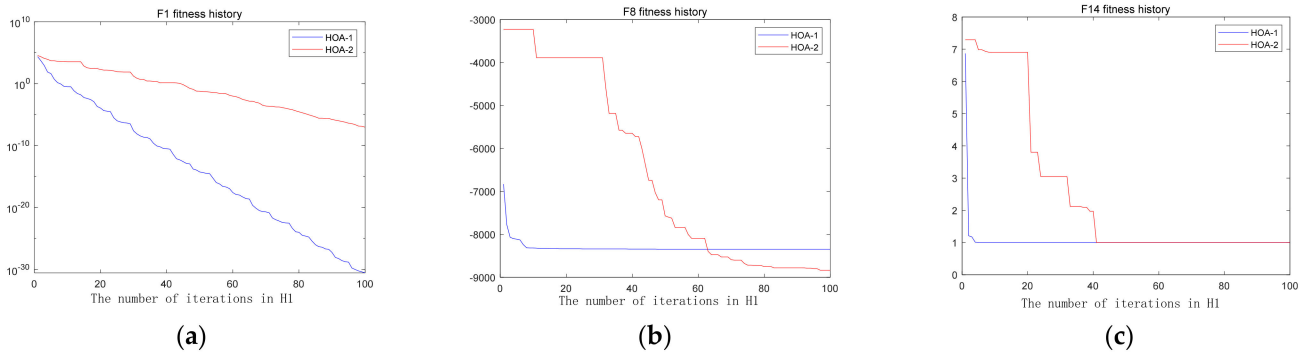 F1 fitness history
HOA-1
HOA-2
10^10
10^0
10^-10
10^-20
10^-30
0 20 40 60 80 100
The number of iterations in H1
(a)
F8 fitness history
HOA-1
HOA-2
-3000
-4000
-5000
-6000
-7000
-8000
-9000
0 20 40 60 80 100
The number of iterations in H1
(b)
F14 fitness history
HOA-1
HOA-2
8
7
6
5
4
3
2
1
0
0 20 40 60 80 100
The number of iterations in H1
(c)